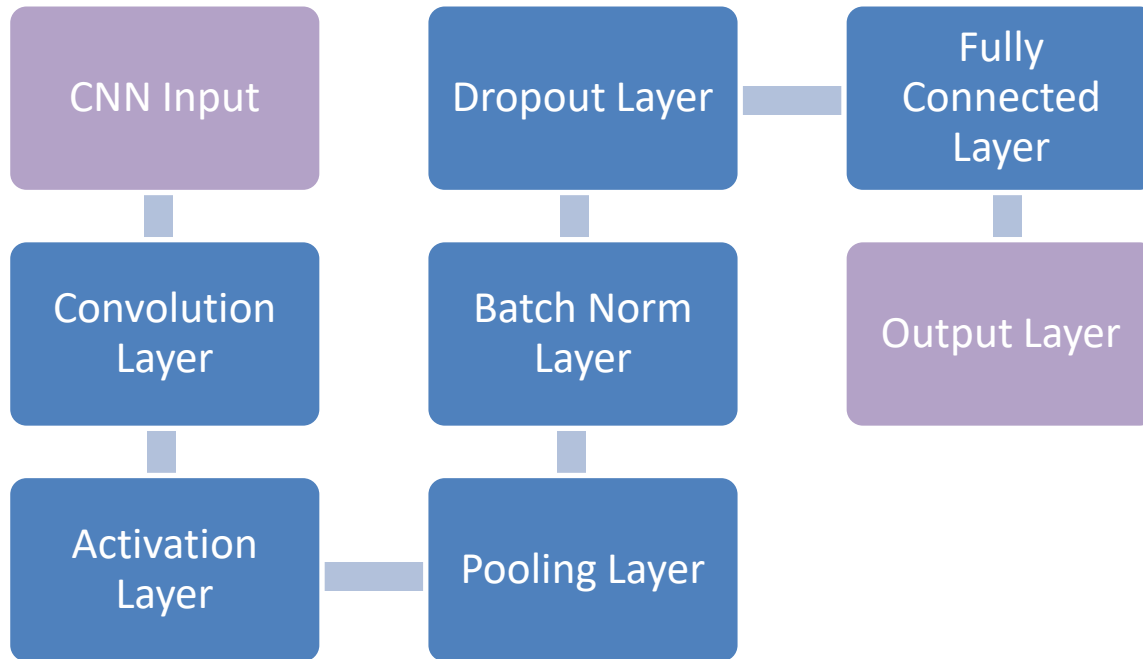 CNN Input
Convolution
Layer
Activation
Layer
Pooling Layer
Batch Norm
Layer
Dropout Layer
Fully
Connected
Layer
Output Layer